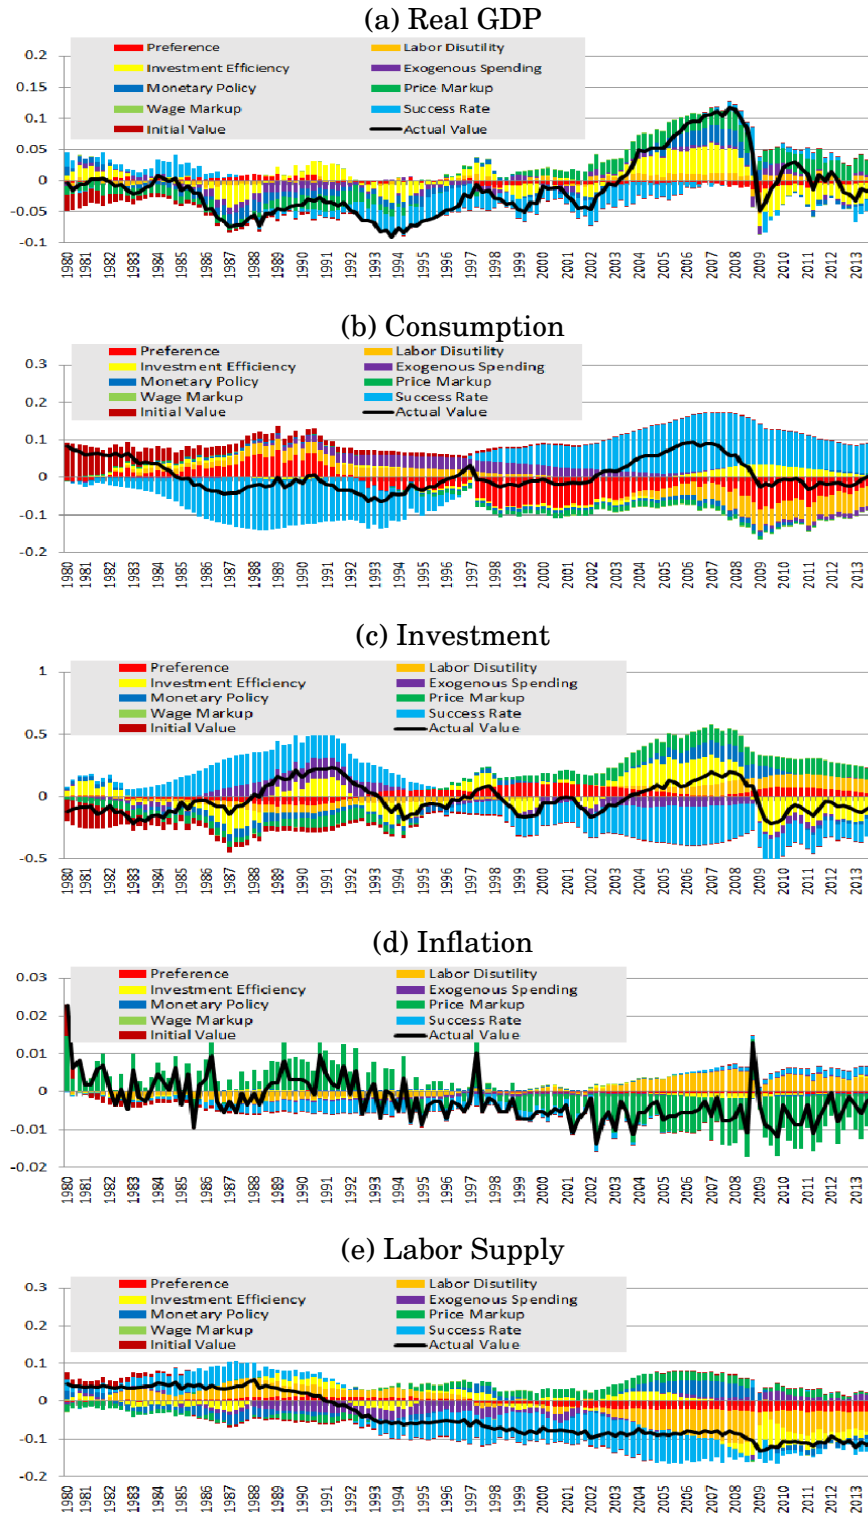 (a) Real GDP
Preference Labor Disutility
Investment Efficiency Exogenous Spending
Monetary Policy Price Markup
Wage Markup Success Rate
Initial Value Actual Value
0.2
0.15
0.1
0.05
0
-0.05
-0.1
1980 1981 1982 1983 1984 1985 1986 1987 1988 1989 1990 1991 1992 1993 1994 1995 1996 1997 1998 1999 2000 2001 2002 2003 2004 2005 2006 2007 2008 2009 2010 2011 2012 2013
(b) Consumption
Preference Labor Disutility
Investment Efficiency Exogenous Spending
Monetary Policy Price Markup
Wage Markup Success Rate
Initial Value Actual Value
0.3
0.2
0.1
0
-0.1
-0.2
1980 1981 1982 1983 1984 1985 1986 1987 1988 1989 1990 1991 1992 1993 1994 1995 1996 1997 1998 1999 2000 2001 2002 2003 2004 2005 2006 2007 2008 2009 2010 2011 2012 2013
(c) Investment
Preference Labor Disutility
Investment Efficiency Exogenous Spending
Monetary Policy Price Markup
Wage Markup Success Rate
Initial Value Actual Value
1
0.5
0
-0.5
1980 1981 1982 1983 1984 1985 1986 1987 1988 1989 1990 1991 1992 1993 1994 1995 1996 1997 1998 1999 2000 2001 2002 2003 2004 2005 2006 2007 2008 2009 2010 2011 2012 2013
(d) Inflation
Preference Labor Disutility
Investment Efficiency Exogenous Spending
Monetary Policy Price Markup
Wage Markup Success Rate
Initial Value Actual Value
0.03
0.02
0.01
0
-0.01
-0.02
1980 1981 1982 1983 1984 1985 1986 1987 1988 1989 1990 1991 1992 1993 1994 1995 1996 1997 1998 1999 2000 2001 2002 2003 2004 2005 2006 2007 2008 2009 2010 2011 2012 2013
(e) Labor Supply
Preference Labor Disutility
Investment Efficiency Exogenous Spending
Monetary Policy Price Markup
Wage Markup Success Rate
Initial Value Actual Value
0.3
0.2
0.1
0
-0.1
-0.2
1980 1981 1982 1983 1984 1985 1986 1987 1988 1989 1990 1991 1992 1993 1994 1995 1996 1997 1998 1999 2000 2001 2002 2003 2004 2005 2006 2007 2008 2009 2010 2011 2012 2013